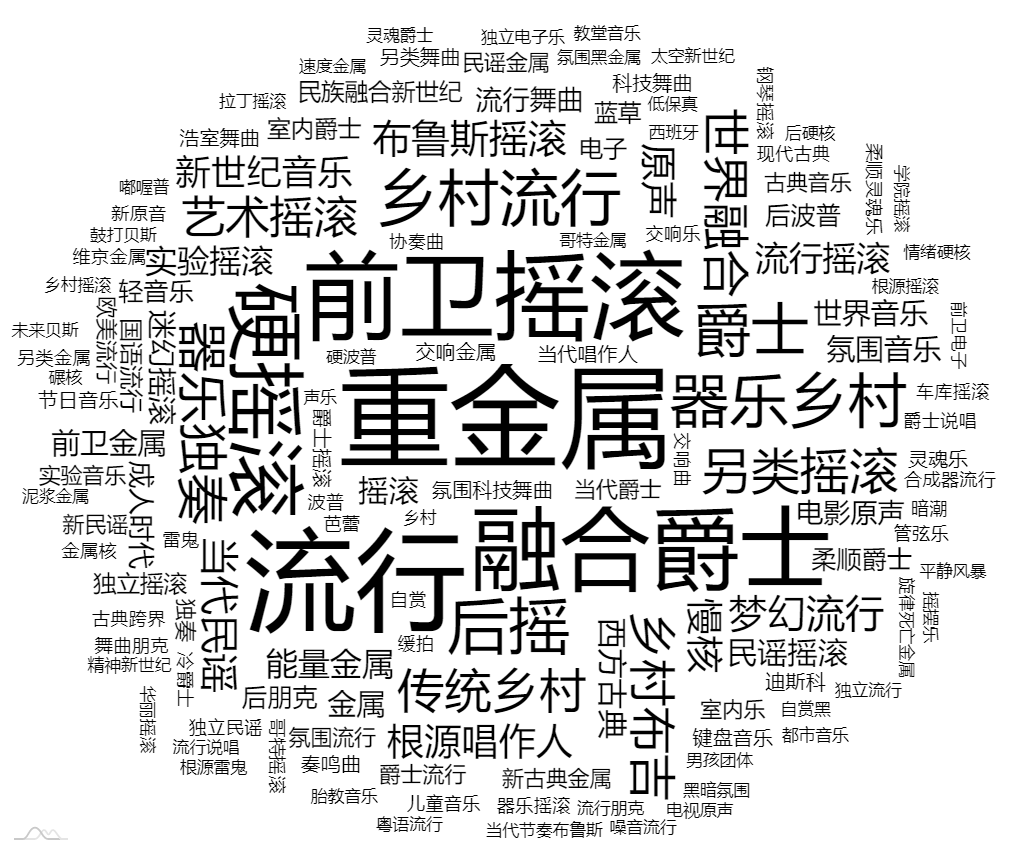 灵魂爵士
独立电子乐
教堂音乐
另类舞曲
民谣金属
氛围黑金属
太空新世纪
速度金属
民族融合新世纪
流行舞曲
科技舞曲
钢琴摇滚
拉丁摇滚
蓝草
低保真
浩室舞曲
室内爵士
布鲁斯摇滚
电子
西班牙
世界融合
后硬核
原声
现代古典
柔顺灵魂乐
学院摇滚
新世纪音乐
乡村流行
古典音乐
嘟喔普
新原音
艺术摇滚
后波普
鼓打贝斯
协奏曲
哥特金属
交响乐
维京金属
实验摇滚
流行摇滚
情绪硬核
乡村摇滚
轻音乐
前卫摇滚
根源摇滚
欧美流行
国语流行
迷幻摇滚
硬摇滚
爵士
世界音乐
前卫电子
未来贝斯
器乐独奏
另类金属
硬波普
交响金属
当代唱作人
氛围音乐
碾核
节日音乐
声乐
重金属
器乐乡村
车库摇滚
爵士说唱
爵士摇滚
前卫金属
交响曲
另类摇滚
灵魂乐
实验音乐
成人时代
合成器流行
泥浆金属
波普
摇滚
氛围科技舞曲
当代爵士
电影原声
暗潮
新民谣
芭蕾
乡村
管弦乐
金属核
雷鬼
当代民谣
流行
融合爵士
柔顺爵士
平静风暴
独立摇滚
旋律死亡金属
摇摆乐
古典跨界
独奏
自赏
后摇
西方古典
乡村布吉
慢核
梦幻流行
舞曲朋克
冷爵士
缓拍
民谣摇滚
精神新世纪
能量金属
传统乡村
迪斯科
独立流行
华丽摇滚
后朋克
金属
室内乐
自赏黑
独立民谣
哥特摇滚
氛围流行
根源唱作人
键盘音乐
都市音乐
流行说唱
根源雷鬼
奏鸣曲
爵士流行
新古典金属
男孩团体
胎教音乐
儿童音乐
器乐摇滚
流行朋克
黑暗氛围
电视原声
粤语流行
当代节奏布鲁斯
噪音流行